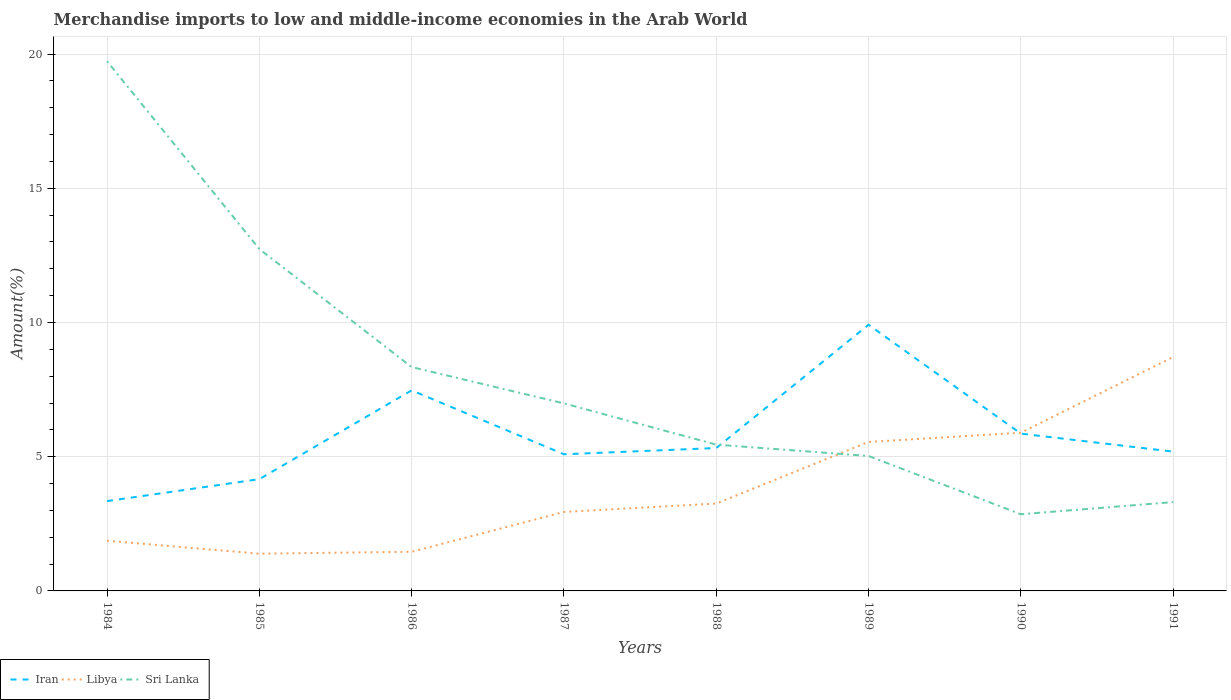 Merchandise imports to low and middle-income economies in the Arab World
Amount(%)
20
15
10
5
0
1984
1985
1986
1987
1988
1989
1990
1991
Years
Iran
Libya
Sri Lanka